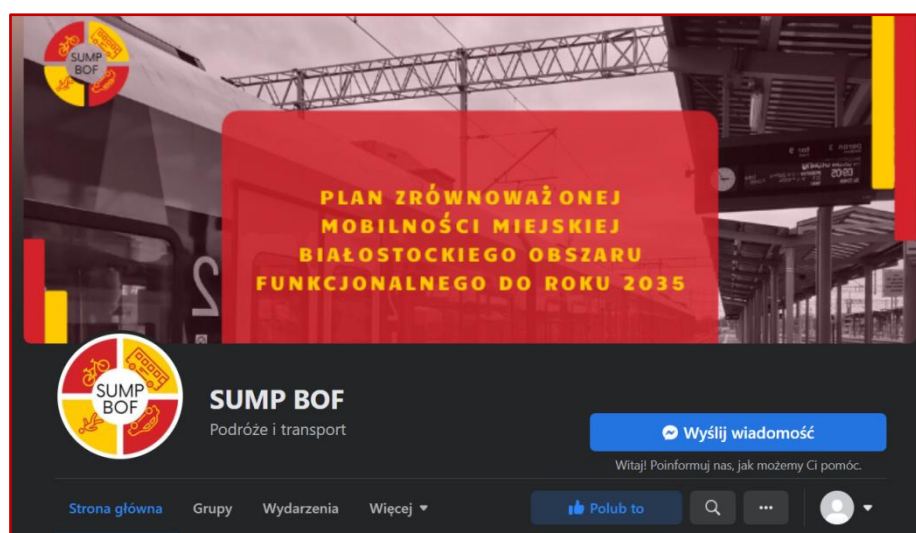 SUMP
BOF
PLAN ZRÓWNOWAŻONEJ
MOBILNOŚCI MIEJSKIEJ
BIAŁOSTOCKIEGO OBSZARU
FUNKCJONALNEGO DO ROKU 2035
2
SUMP
BOF
SUMP BOF
Podróże i transport
Wyślij wiadomość
Witaj! Poinformuj nas, jak możemy Ci pomóc.
Strona główna Grupy Wydarzenia Więcej Polub to